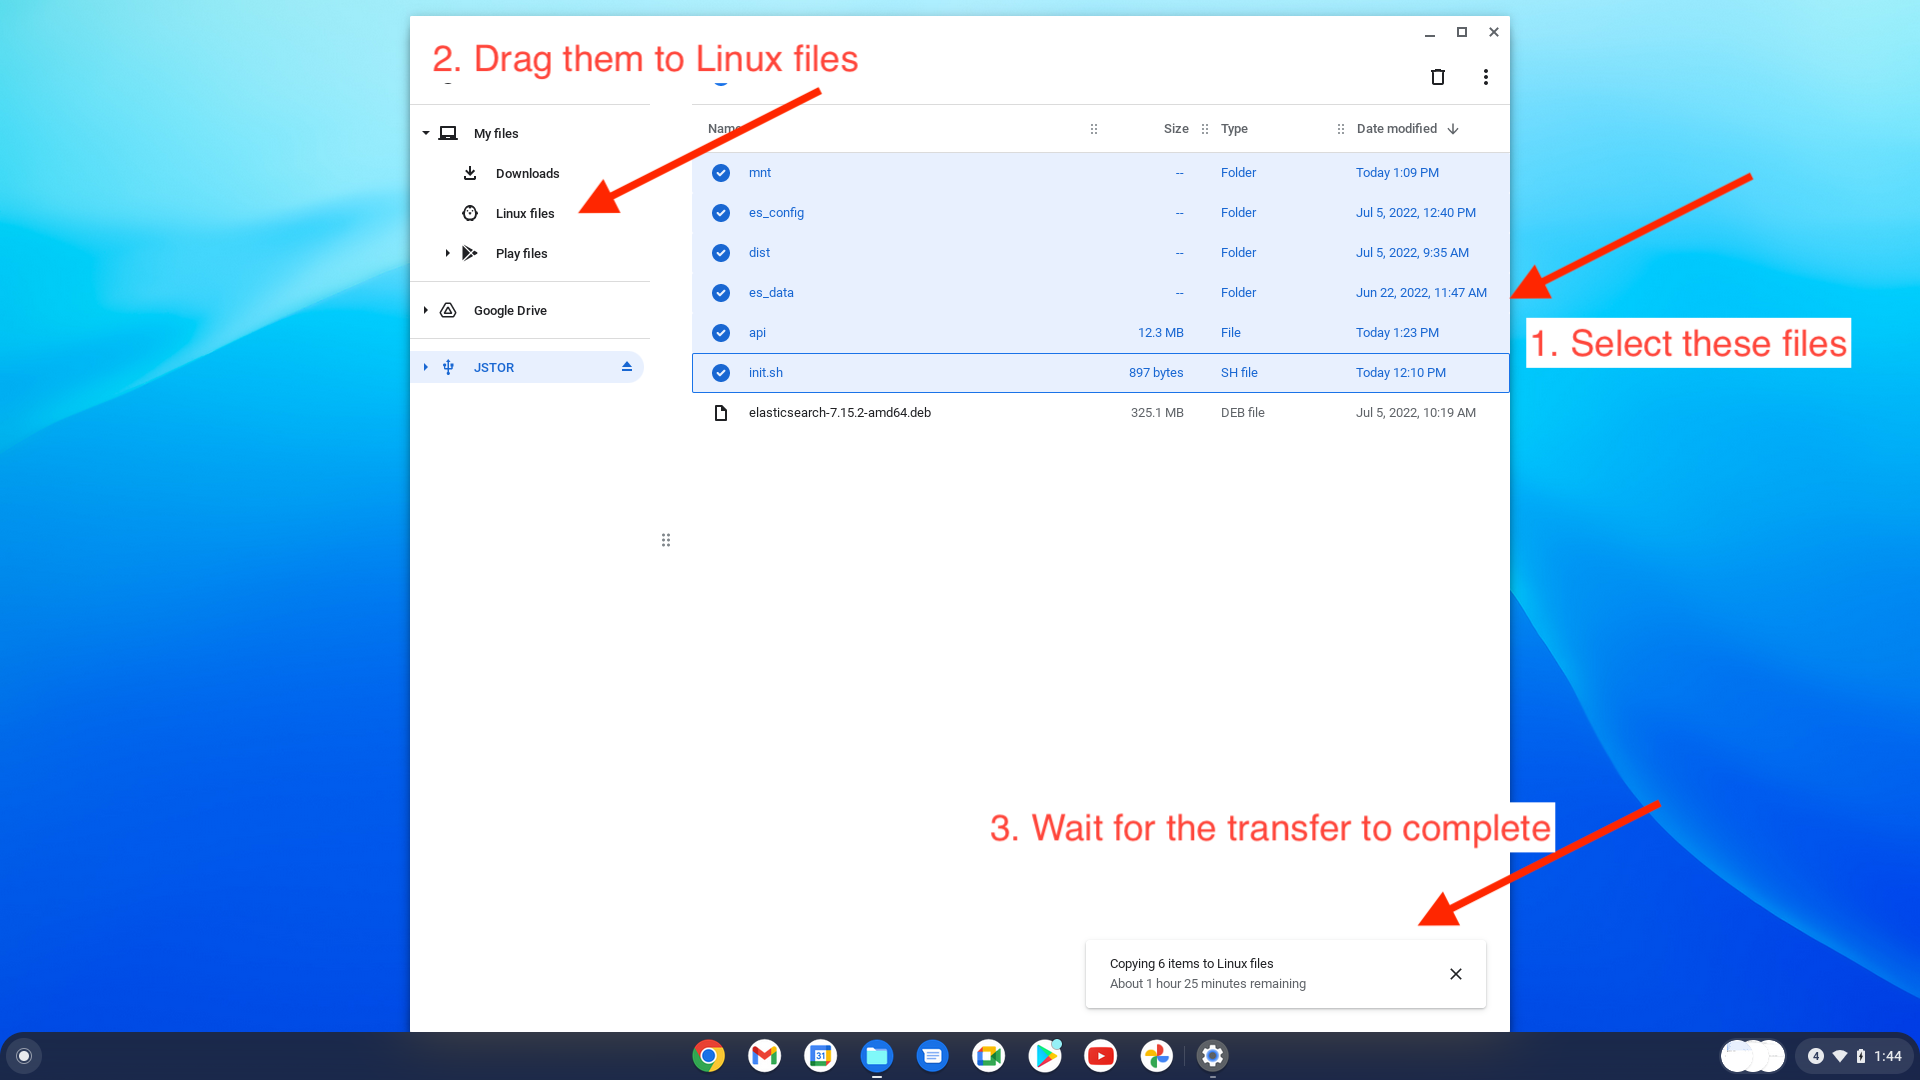 2. Drag them to Linux files
My files
Downloads
Linux files
Play files
Google Drive
JSTOR
Name Size Type Date modified
mnt -- Folder Today 1:09 PM
es_config -- Folder Jul 5, 2022, 12:40 PM
dist -- Folder Jul 5, 2022, 9:35 AM
es_data -- Folder Jun 22, 2022, 11:47 AM
api 12.3 MB File Today 1:23 PM
init.sh 897 bytes SH file Today 12:10 PM
elasticsearch-7.15.2-amd64.deb 325.1 MB DEB file Jul 5, 2022, 10:19 AM
1. Select these files
3. Wait for the transfer to complete
Copying 6 items to Linux files
About 1 hour 25 minutes remaining
31
4 1:44